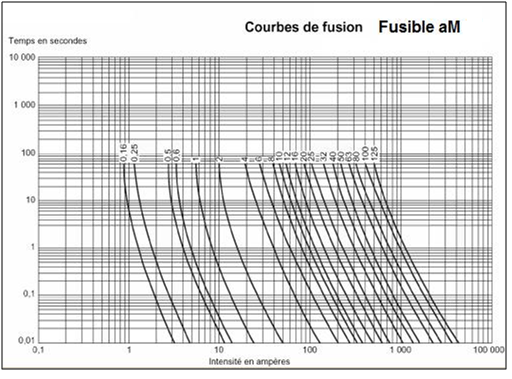 Courbes de fusion Fusible aM
Temps en secondes
10 000
1 000
100
10
1
0,1
0,01
0,16 0,25 0,5 0,6 1 2 4 6 8 10 12 16 20 25 32 40 50 63 80 100 125
0,1 1 10 100 1 000 10 000 100 000
Intensité en ampères